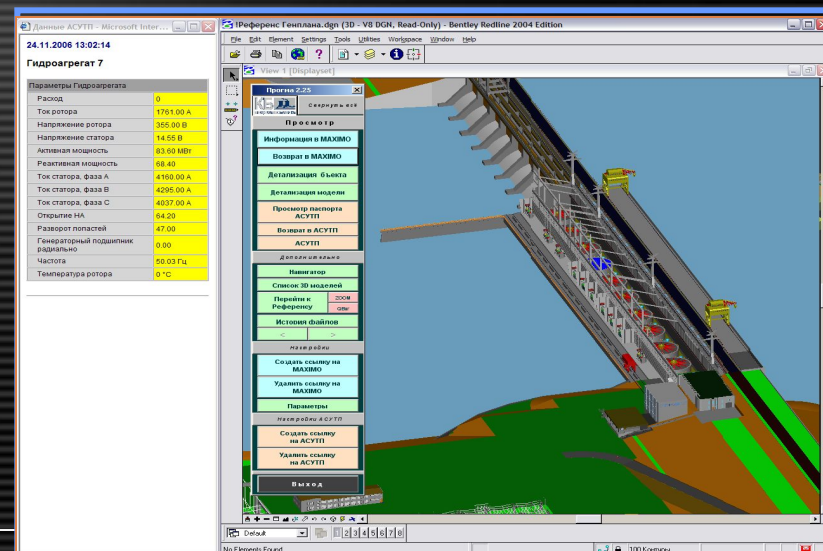 Данные АСУТП - Microsoft Inter...
24.11.2006 13:02:14
Гидроагрегат 7
Параметры Гидроагрегата
Расход 0
Ток ротора 1761.00 А
Напряжение ротора 355.00 В
Напряжение статора 14.55 В
Активная мощность 83.60 МВт
Реактивная мощность 68.40
Ток статора, фаза А 4160.00 А
Ток статора, фаза В 4295.00 А
Ток статора, фаза С 4037.00 А
Открытие НА 64.20
Разворот лопастей 47.00
Генераторный подшипник
радиально 0.00
Частота 50.03 Гц
Температура ротора 0 °С
!Референс Генплана.dgn (3D - V8 DGN, Read-Only) - Bentley Redline 2004 Edition
File Edit Element Settings Tools Utilities Workspace Window Help
View 1 [Displayset]
Прогна 2.23
Свернуть всё
Просмотр
Информация в MAXIMO
Возврат в MAXIMO
Детализация бъекта
Детализация модели
Просмотр паспорта
АСУТП
Возврат в АСУТП
АСУТП
Дополнительно
Навигатор
Список 3D моделей
Перейти к
Референсу
ZOOM
История файлов
< >
Настройки
Создать ссылку на
MAXIMO
Удалить ссылку на
MAXIMO
Параметры
Настройки АСУТП
Создать ссылку
на АСУТП
Удалить ссылку
на АСУТП
Выход
Default
1 2 3 4 5 6 7 8
No Elements Found
100 Контуры